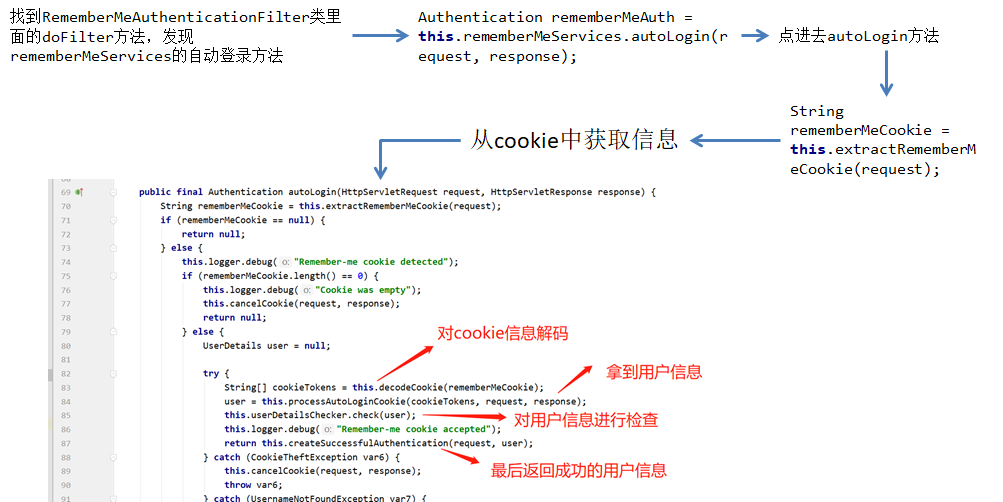 找到RememberMeAuthenticationFilter类里
面的doFilter方法，发现
rememberMeServices的自动登录方法
Authentication rememberMeAuth =
this.rememberMeServices.autoLogin(r
equest, response);
点进去autoLogin方法
String
rememberMeCookie =
this.extractRememberM
eCookie(request);
从cookie中获取信息
69 public final Authentication autoLogin(HttpServletRequest request, HttpServletResponse response) {
70 String rememberMeCookie = this.extractRememberMeCookie(request);
71 if (rememberMeCookie == null) {
72 return null;
73 } else {
74 this.logger.debug( o: "Remember-me cookie detected");
75 if (rememberMeCookie.length() == 0) {
76 this.logger.debug( o: "Cookie was empty");
77 this.cancelCookie(request, response);
78 return null;
79 } else {
对cookie信息解码
80 UserDetails user = null;
81
82 try {
拿到用户信息
83 String[] cookieTokens = this.decodeCookie(rememberMeCookie);
84 user = this.processAutoLoginCookie(cookieTokens, request, response);
85 this.userDetailsChecker.check(user);
对用户信息进行检查
86 this.logger.debug( o: "Remember-me cookie accepted");
87 return this.createSuccessfulAuthentication(request, user);
88 } catch (CookieTheftException var6) {
最后返回成功的用户信息
89 this.cancelCookie(request, response);
90 throw var6;
91 } catch (UsernameNotFoundException var7) {